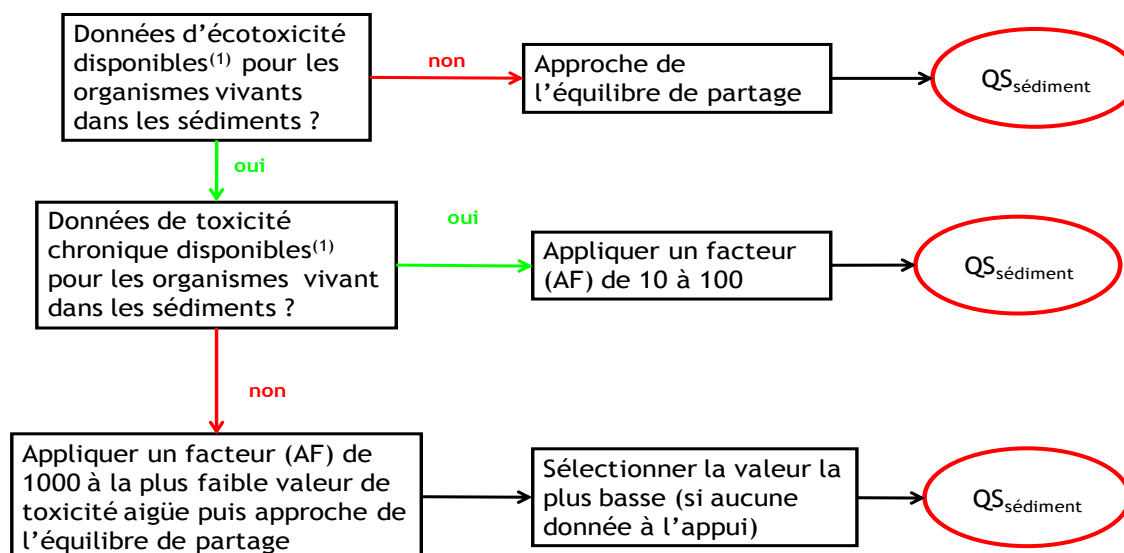 Données d’écotoxicité
disponibles(1) pour les
organismes vivants
dans les sédiments ?
non
Approche de
l’équilibre de partage
QSsédiment
oui
Données de toxicité
chronique disponibles(1)
pour les organismes vivant
dans les sédiments ?
oui
Appliquer un facteur
(AF) de 10 à 100
QSsédiment
non
Appliquer un facteur (AF) de
1000 à la plus faible valeur de
toxicité aigüe puis approche de
l’équilibre de partage
Sélectionner la valeur la
plus basse (si aucune
donnée à l’appui)
QSsédiment